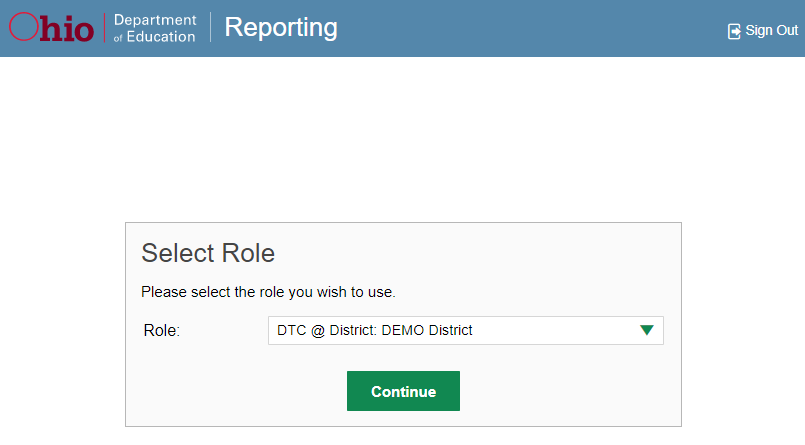 Ohio
Department
of Education
Reporting
Sign Out
Select Role
Please select the role you wish to use.
Role:
DTC @ District: DEMO District
Continue